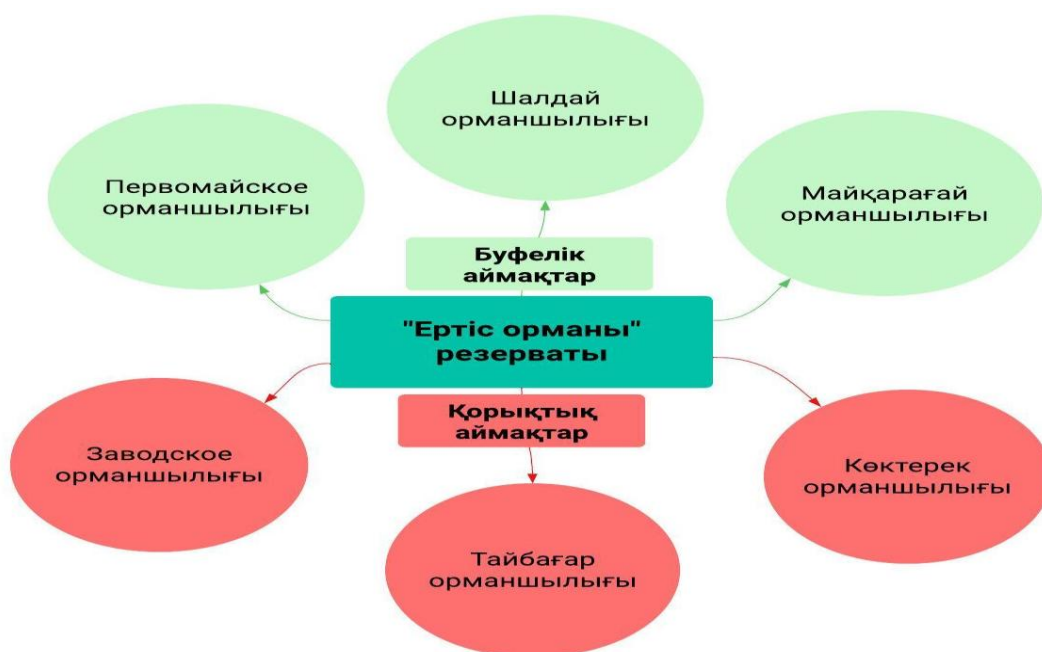 Шалдай
орманшылығы
Первомайское
орманшылығы
Майқарағай
орманшылығы
Буфелік
аймақтар
"Ертіс орманы"
резерваты
Қорықтық
аймақтар
Заводское
орманшылығы
Көктерек
орманшылығы
Тайбағар
орманшылығы